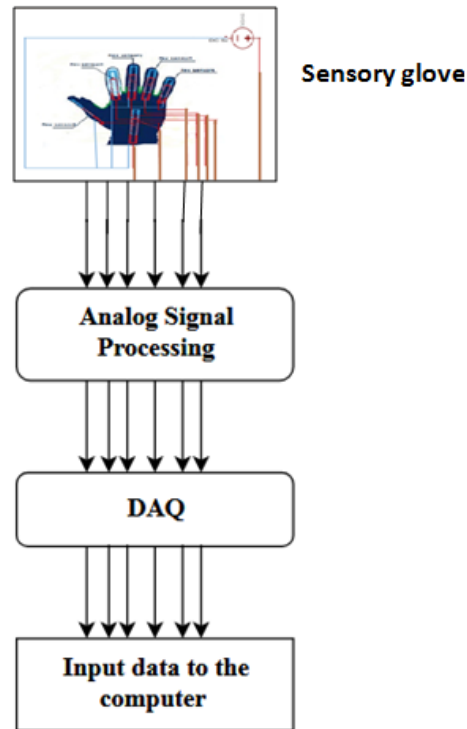 Sensory glove
Analog Signal
Processing
DAQ
Input data to the
computer